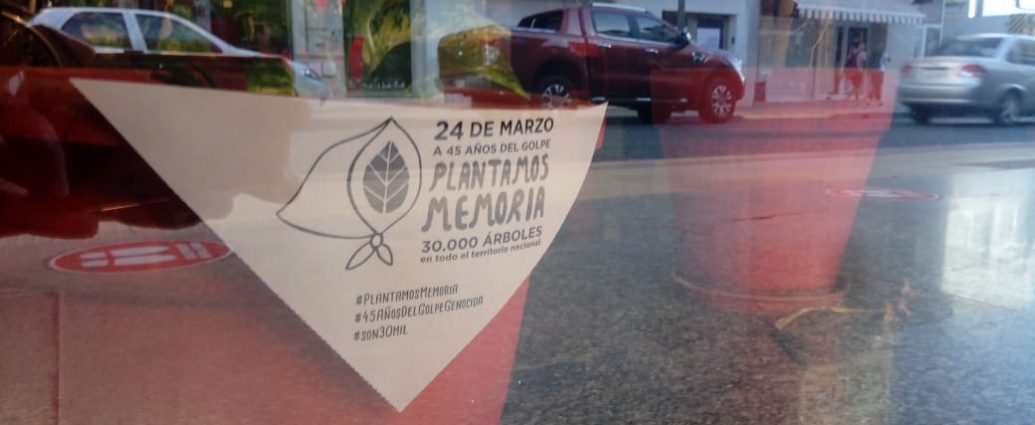 24 DE MARZO
A 45 AÑOS DEL GOLPE
PLANTAMOS
MEMORIA
30.000 ÁRBOLES
en todo el territorio nacional
#PLANTAMOSMEMORIA
#45AÑOSDELGOLPEGENOCIDA
#SON30MIL